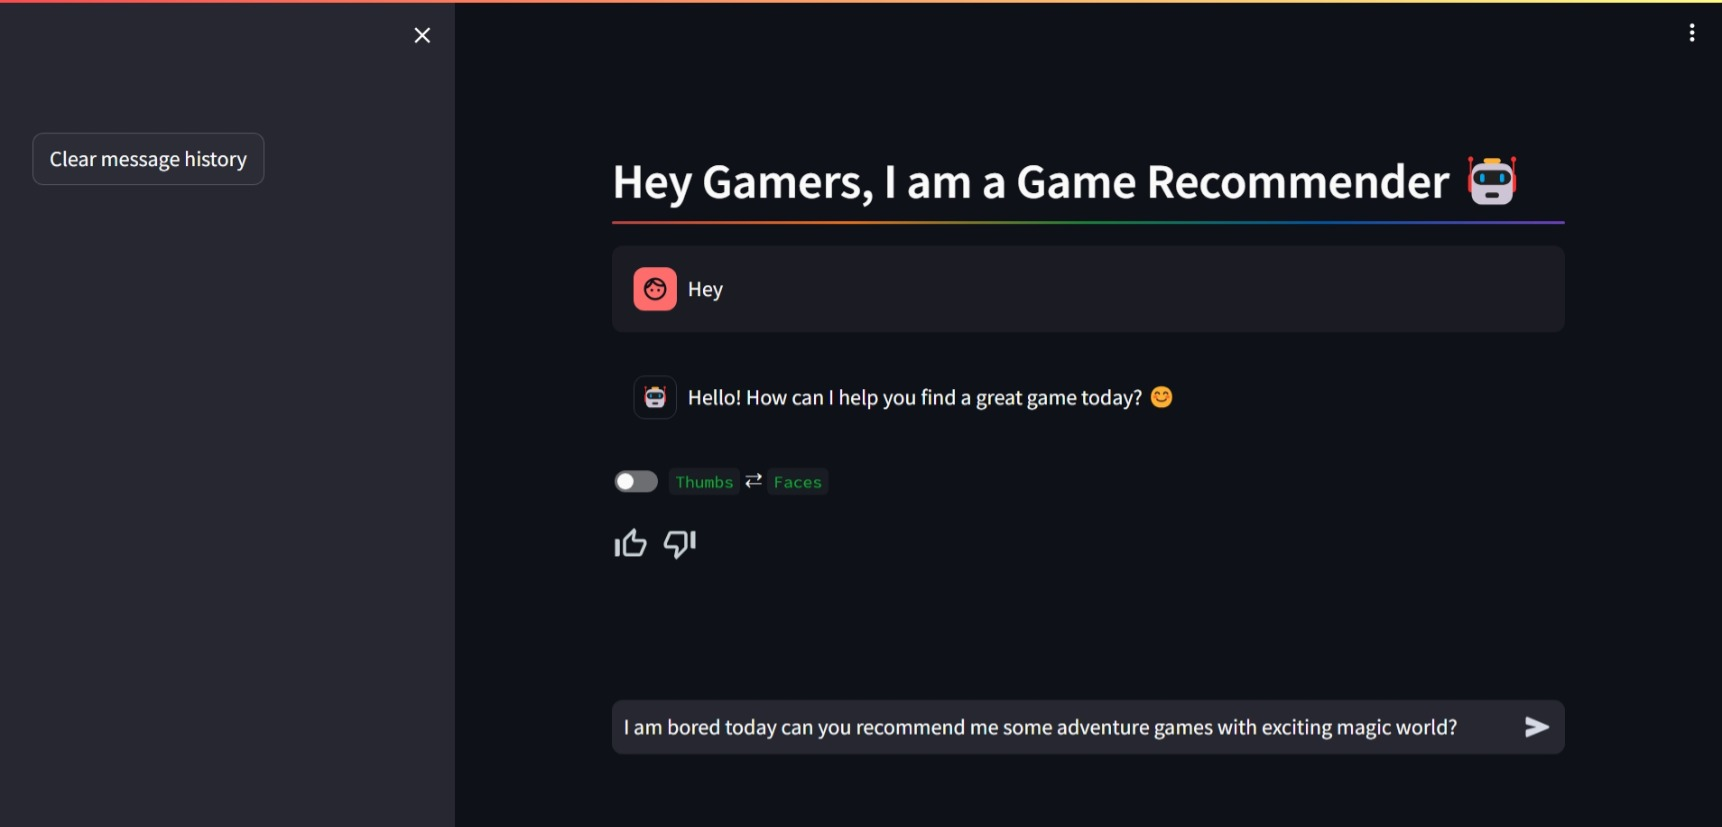 Clear message history
Hey Gamers, I am a Game Recommender 🤖
Hey
Hello! How can I help you find a great game today? 😊
Thumbs ⇄ Faces
I am bored today can you recommend me some adventure games with exciting magic world?